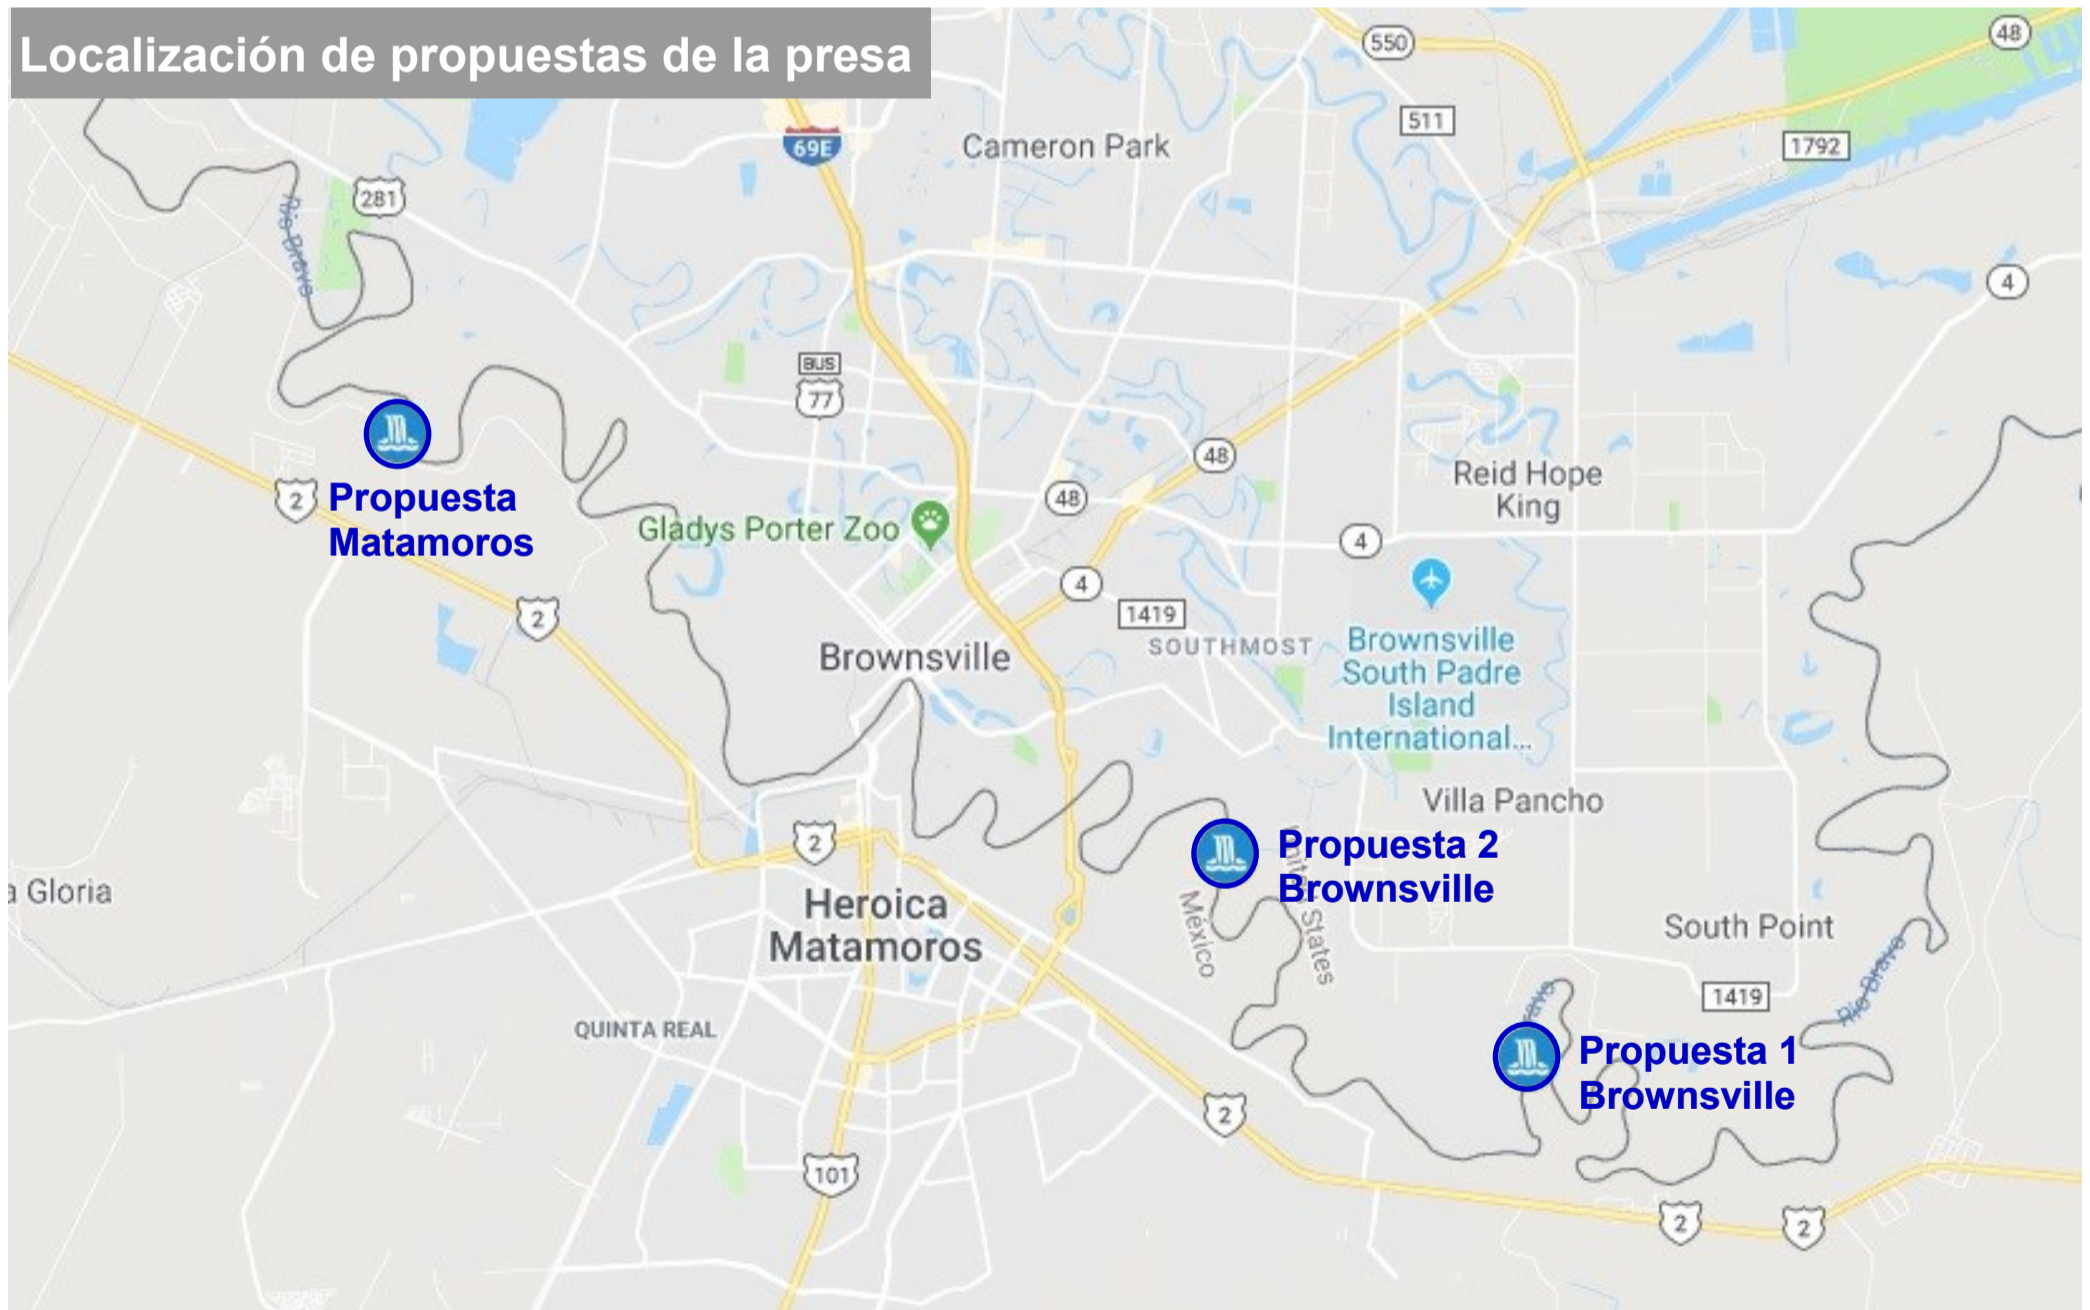 Localización de propuestas de la presa
550
48
511
1792
69E
Cameron Park
281
Río Bravo
4
BUS
77
48
Reid Hope
King
2
Propuesta
Matamoros
Gladys Porter Zoo
48
4
4
1419
2
Brownsville
SOUTHMOST
Brownsville
South Padre
Island
International...
Villa Pancho
2
Propuesta 2
Brownsville
United States
México
a Gloria
Heroica
Matamoros
South Point
Río Bravo
1419
ravo
QUINTA REAL
Propuesta 1
Brownsville
2
101
2
2